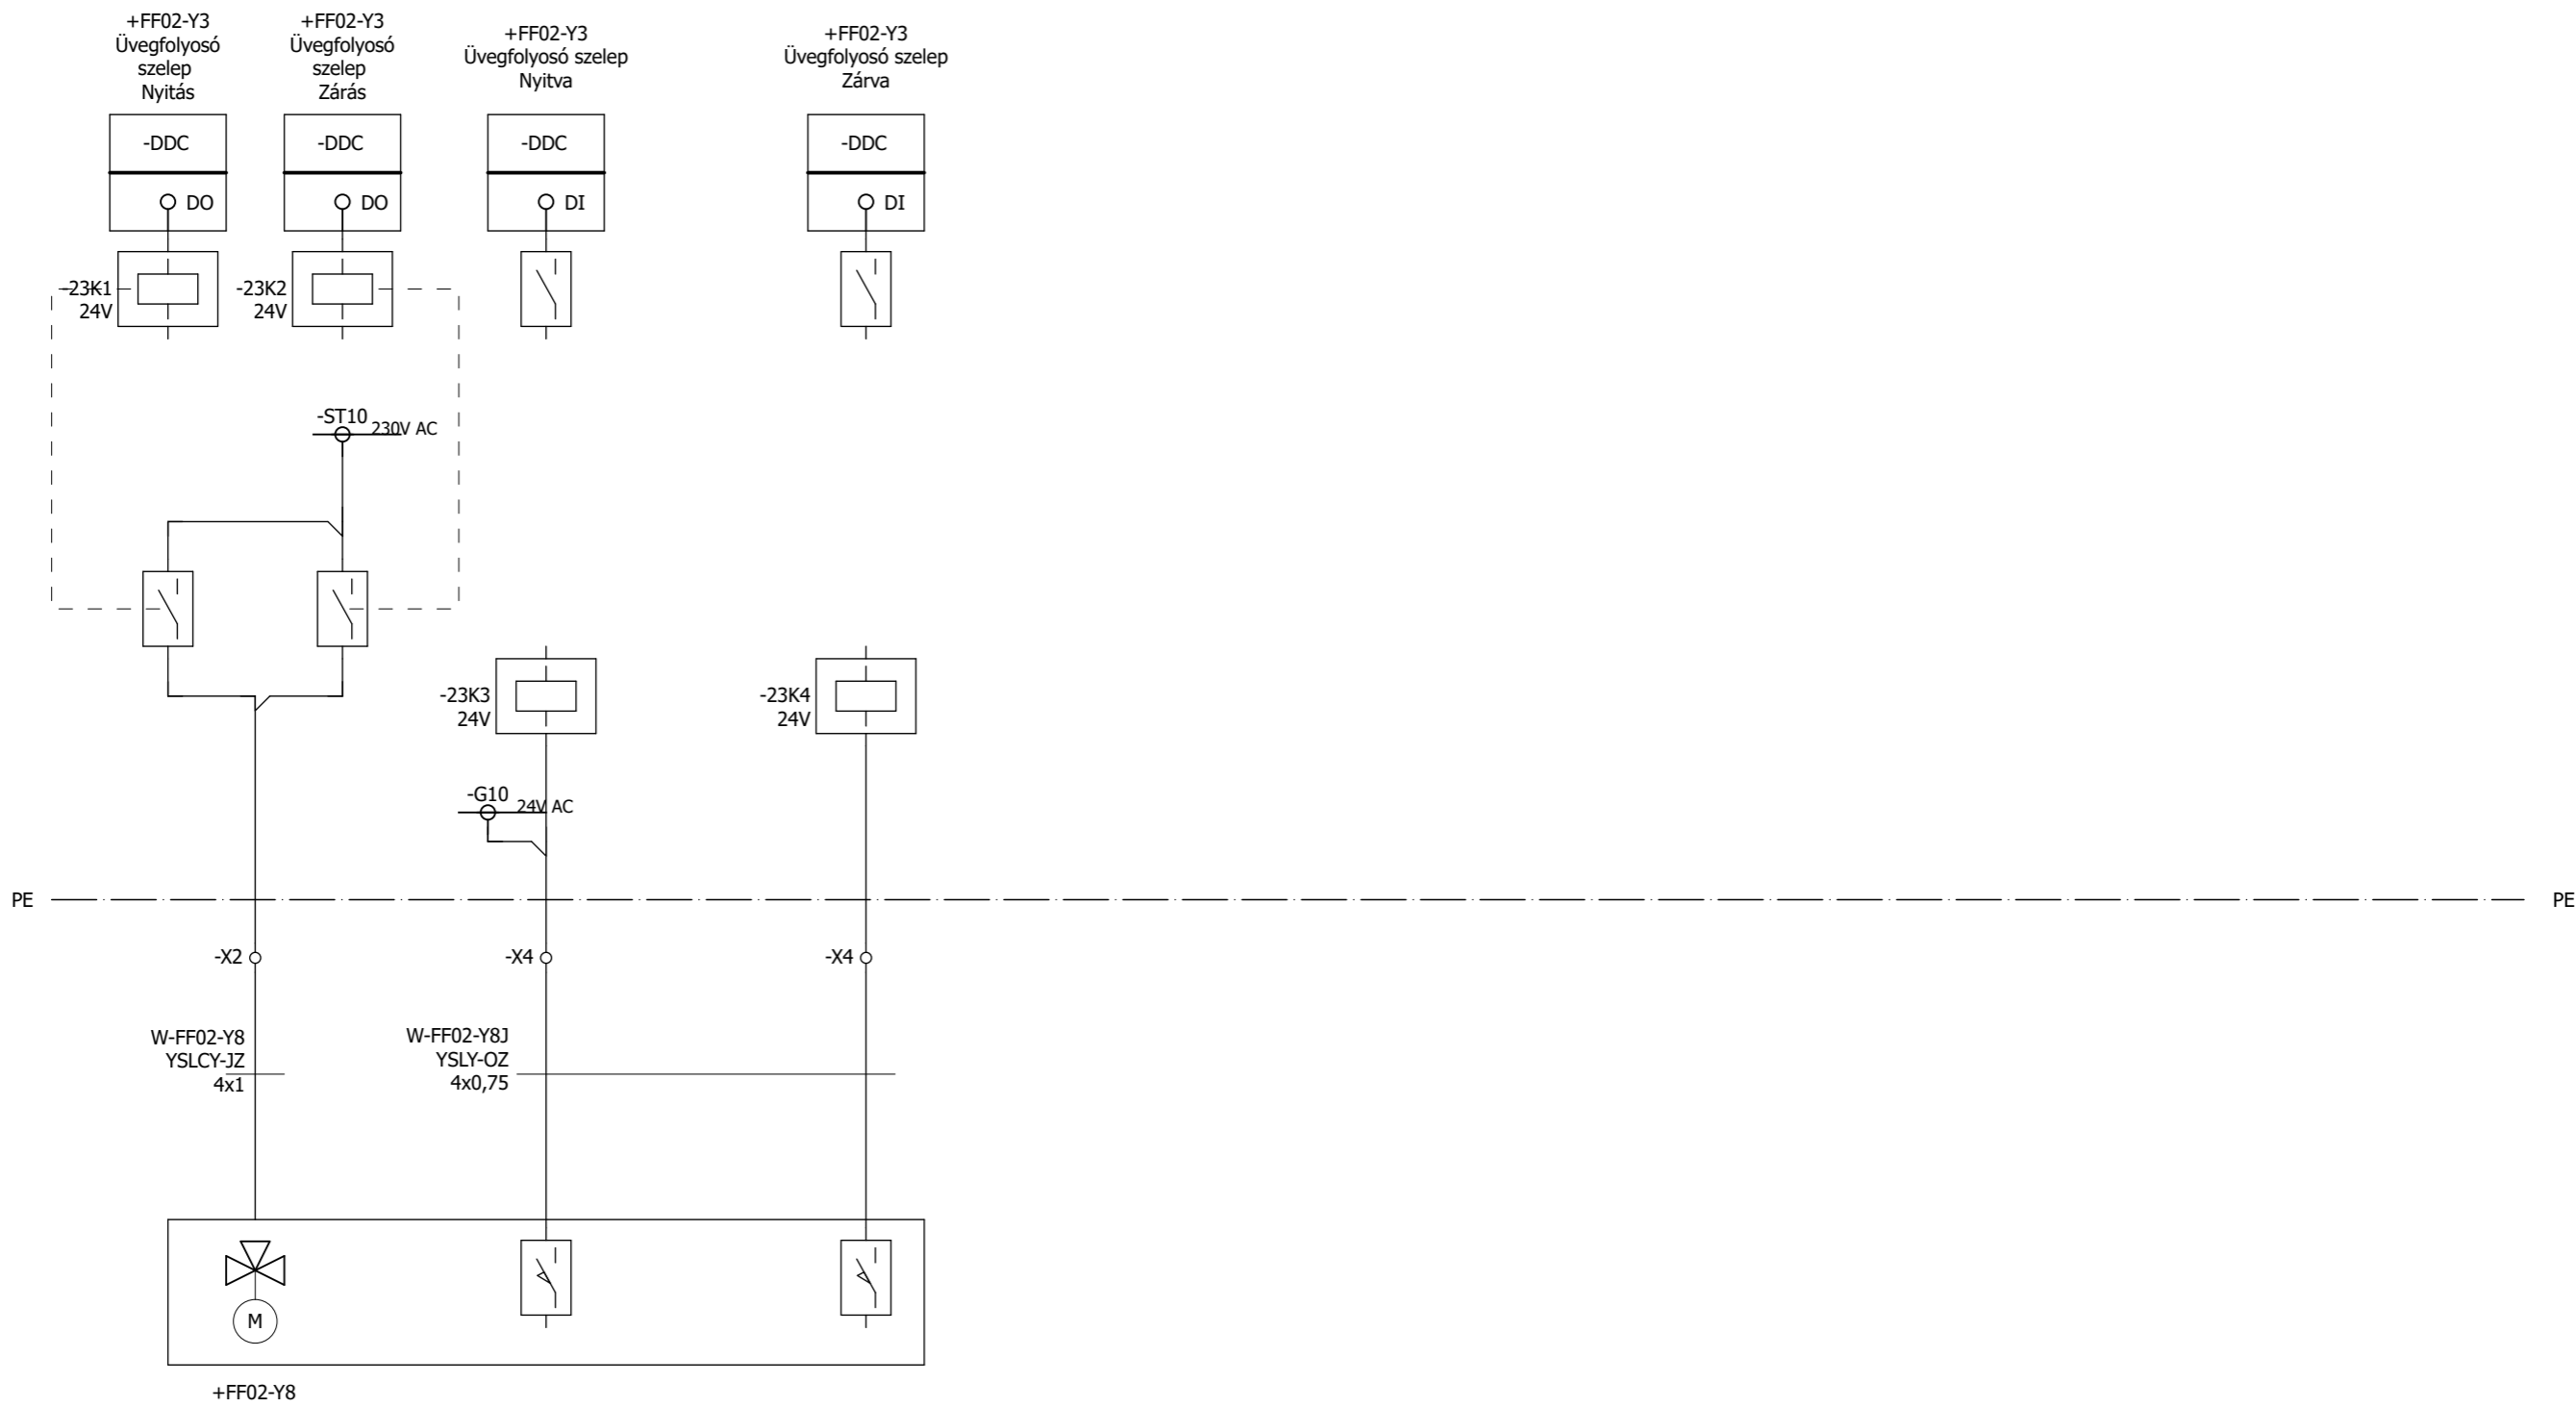 +FF02-Y3
Üvegfolyosó
szelep
Nyitás
+FF02-Y3
Üvegfolyosó
szelep
Zárás
+FF02-Y3
Üvegfolyosó szelep
Nyitva
+FF02-Y3
Üvegfolyosó szelep
Zárva
-DDC
-DDC
-DDC
-DDC
DO
DO
DI
DI
-23K1
24V
-23K2
24V
-ST10
230V AC
-23K3
24V
-23K4
24V
-G10
24V AC
PE
PE
-X2
-X4
-X4
W-FF02-Y8
YSLCY-JZ
4x1
W-FF02-Y8J
YSLY-OZ
4x0,75
M
+FF02-Y8